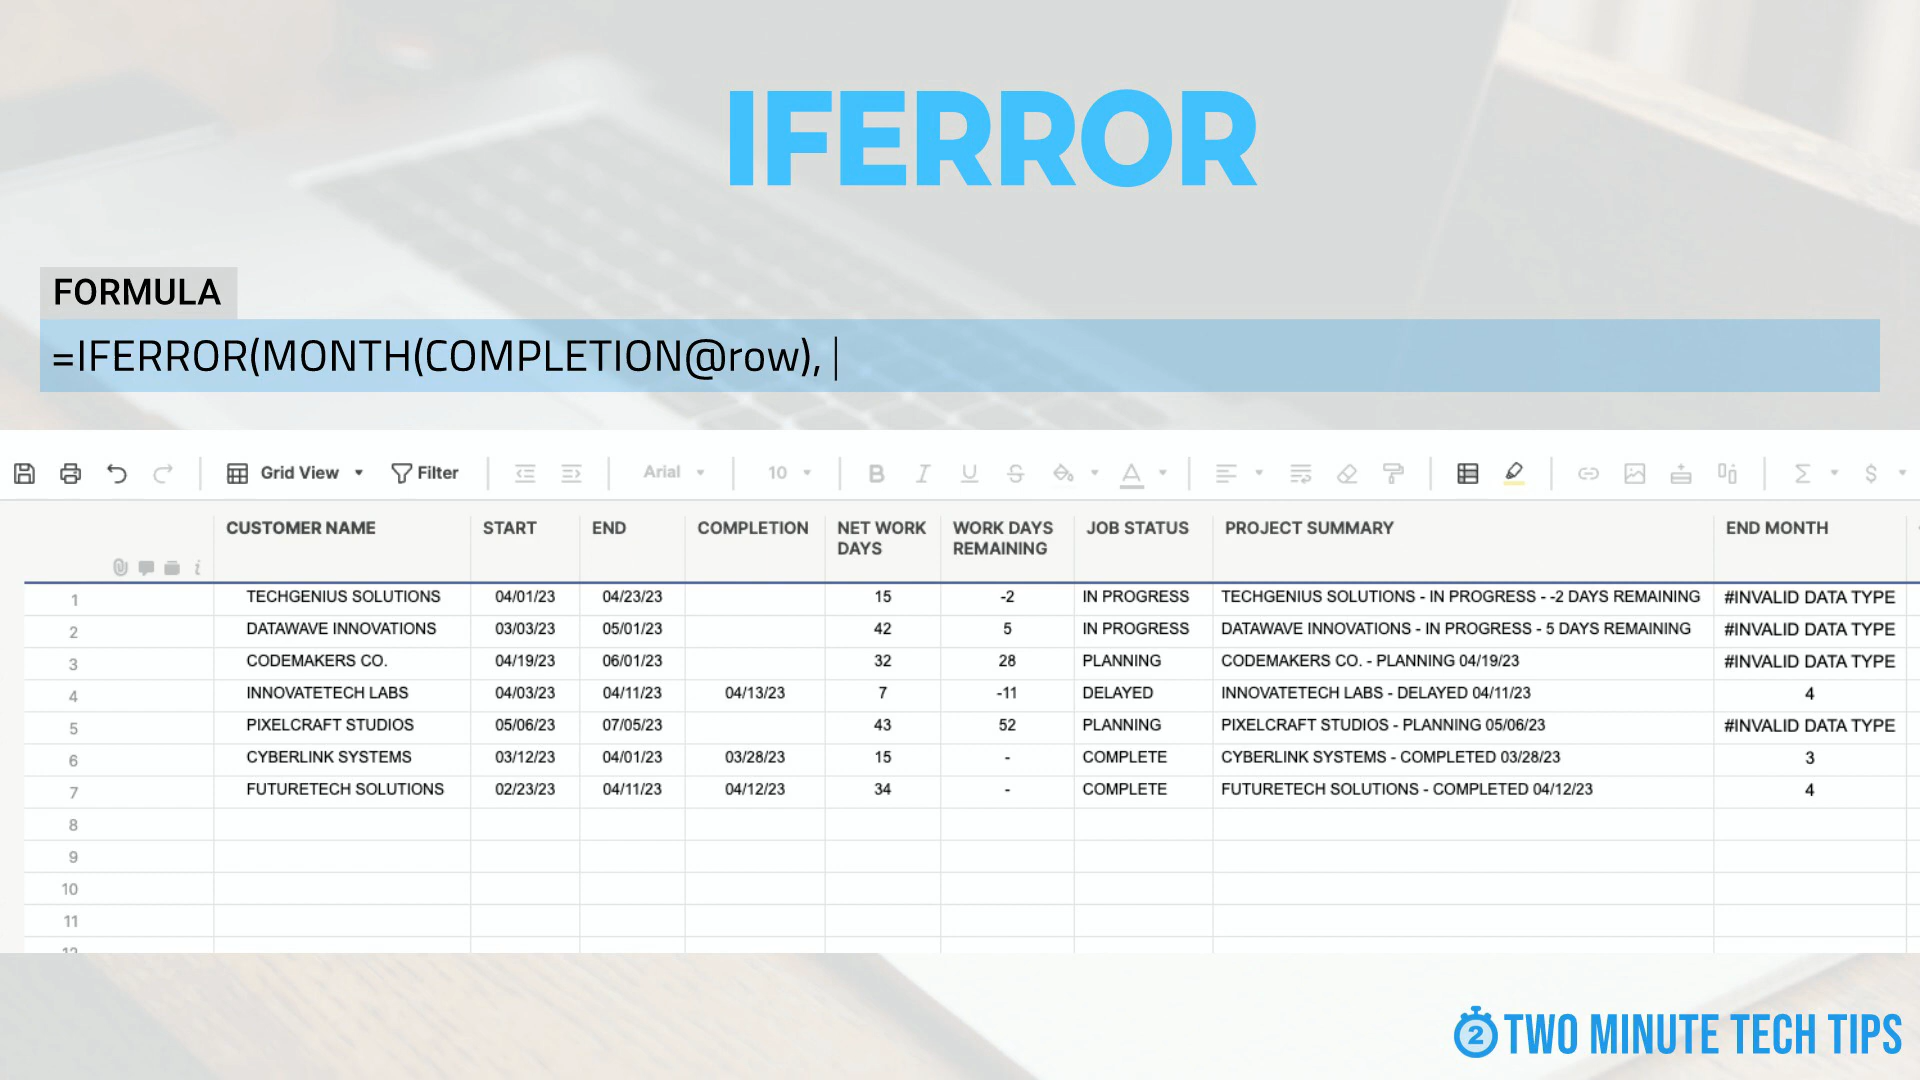 IFERROR
FORMULA
=IFERROR(MONTH(COMPLETION@row), 
Grid View Filter Arial 10 B I U S A Σ $
CUSTOMER NAME START END COMPLETION NET WORK DAYS WORK DAYS REMAINING JOB STATUS PROJECT SUMMARY END MONTH
1 TECHGENIUS SOLUTIONS 04/01/23 04/23/23 15 -2 IN PROGRESS TECHGENIUS SOLUTIONS - IN PROGRESS - -2 DAYS REMAINING #INVALID DATA TYPE
2 DATAWAVE INNOVATIONS 03/03/23 05/01/23 42 5 IN PROGRESS DATAWAVE INNOVATIONS - IN PROGRESS - 5 DAYS REMAINING #INVALID DATA TYPE
3 CODEMAKERS CO. 04/19/23 06/01/23 32 28 PLANNING CODEMAKERS CO. - PLANNING 04/19/23 #INVALID DATA TYPE
4 INNOVATETECH LABS 04/03/23 04/11/23 04/13/23 7 -11 DELAYED INNOVATETECH LABS - DELAYED 04/11/23 4
5 PIXELCRAFT STUDIOS 05/06/23 07/05/23 43 52 PLANNING PIXELCRAFT STUDIOS - PLANNING 05/06/23 #INVALID DATA TYPE
6 CYBERLINK SYSTEMS 03/12/23 04/01/23 03/28/23 15 - COMPLETE CYBERLINK SYSTEMS - COMPLETED 03/28/23 3
7 FUTURETECH SOLUTIONS 02/23/23 04/11/23 04/12/23 34 - COMPLETE FUTURETECH SOLUTIONS - COMPLETED 04/12/23 4
8
9
10
11
12
2 TWO MINUTE TECH TIPS